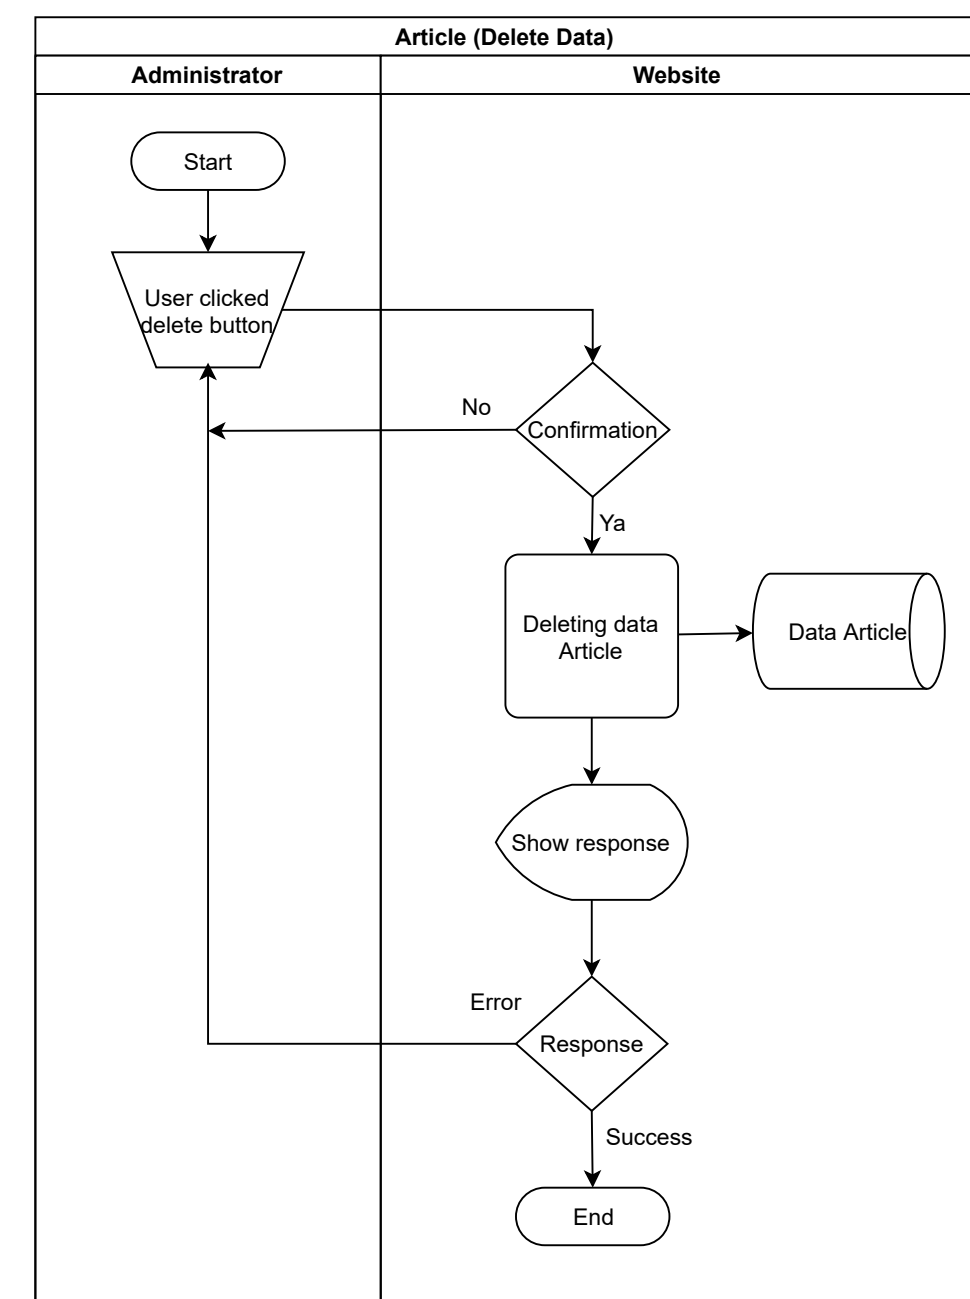 Article (Delete Data)
Administrator
Website
Start
User clicked
delete button
No
Confirmation
Ya
Deleting data
Article
Data Article
Show response
Error
Response
Success
End